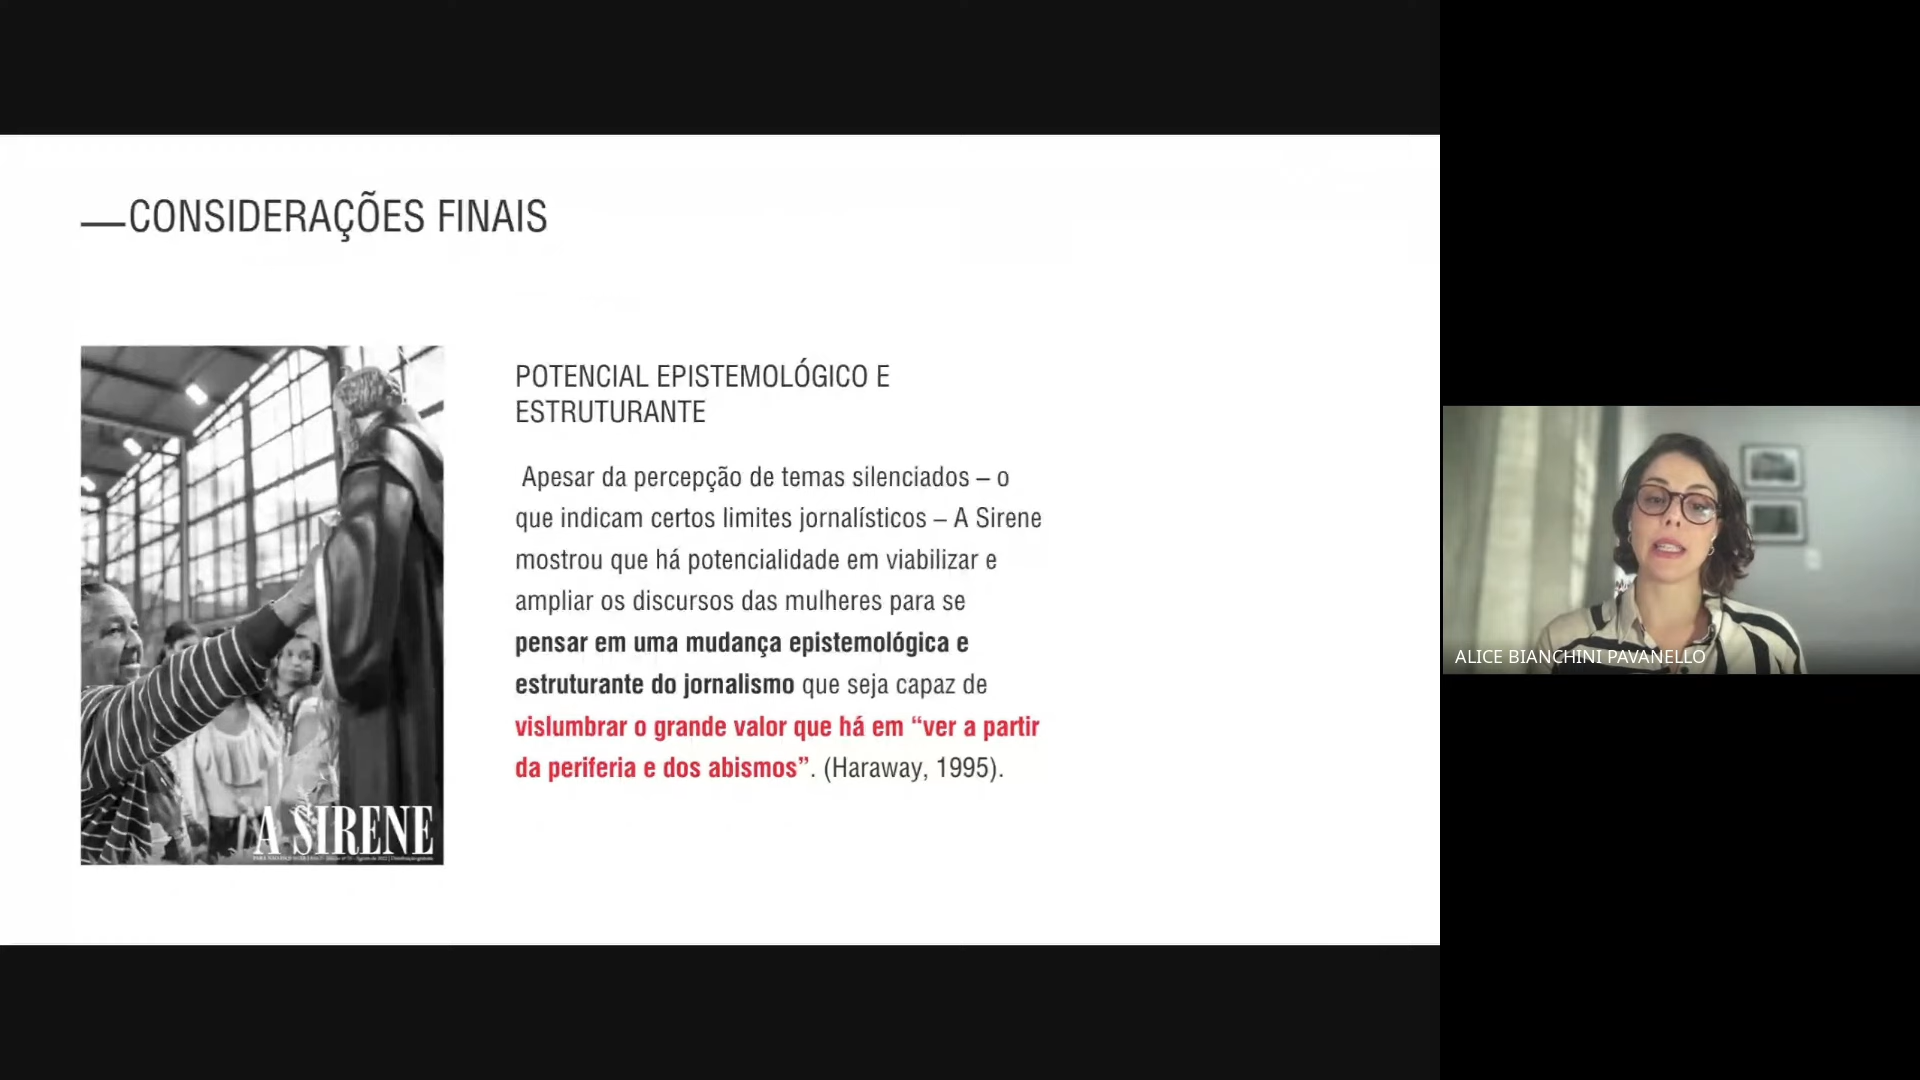 CONSIDERAÇÕES FINAIS
POTENCIAL EPISTEMOLÓGICO E
ESTRUTURANTE
Apesar da percepção de temas silenciados – o
que indicam certos limites jornalísticos – A Sirene
mostrou que há potencialidade em viabilizar e
ampliar os discursos das mulheres para se
pensar em uma mudança epistemológica e
estruturante do jornalismo que seja capaz de
vislumbrar o grande valor que há em “ver a partir
da periferia e dos abismos”. (Haraway, 1995).
A SIRENE
ALICE BIANCHINI PAVANELLO